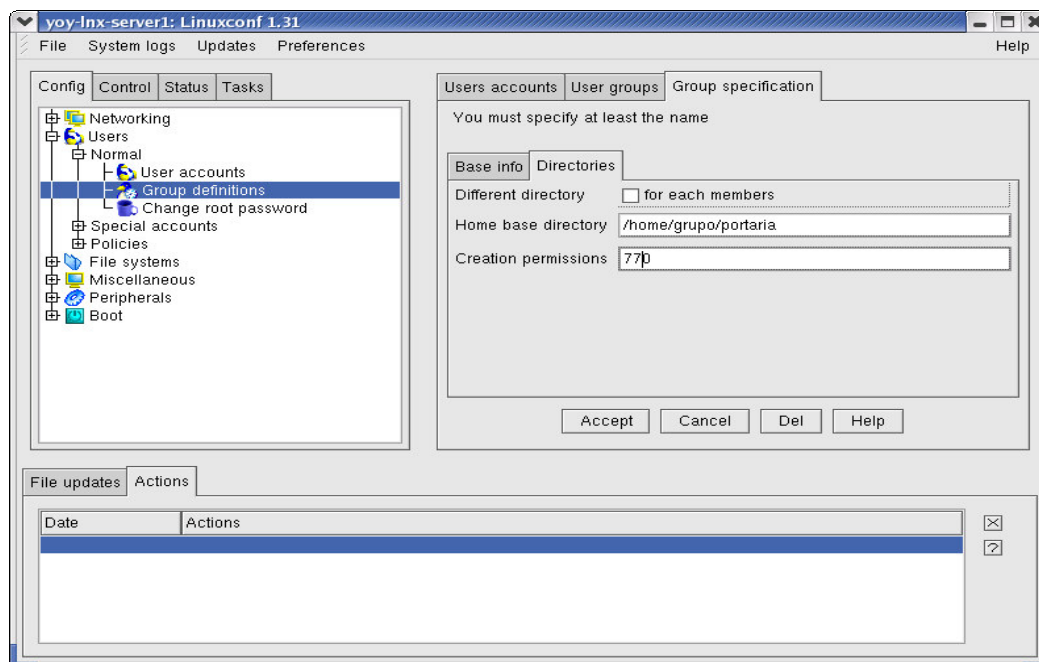 yoy-lnx-server1: Linuxconf 1.31
File System logs Updates Preferences Help
Config Control Status Tasks
Networking
Users
Normal
User accounts
Group definitions
Change root password
Special accounts
Policies
File systems
Miscellaneous
Peripherals
Boot
Users accounts User groups Group specification
You must specify at least the name
Base info Directories
Different directory for each members
Home base directory /home/grupo/portaria
Creation permissions 770
Accept Cancel Del Help
File updates Actions
Date Actions
?